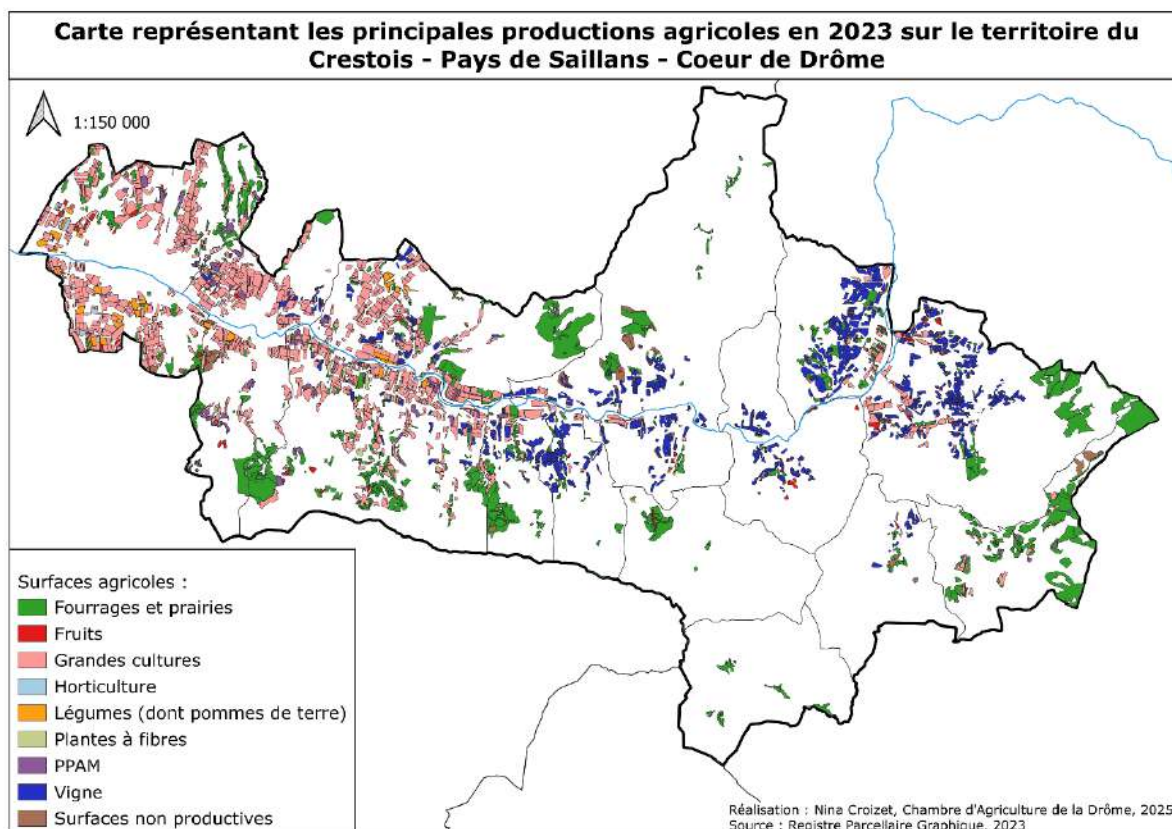 Carte représentant les principales productions agricoles en 2023 sur le territoire du
Crestois - Pays de Saillans - Coeur de Drôme
1:150 000
Surfaces agricoles :
Fourrages et prairies
Fruits
Grandes cultures
Horticulture
Légumes (dont pommes de terre)
Plantes à fibres
PPAM
Vigne
Surfaces non productives
Réalisation : Nina Croizet, Chambre d'Agriculture de la Drôme, 2025
Source : Registre Parcellaire Graphique, 2023